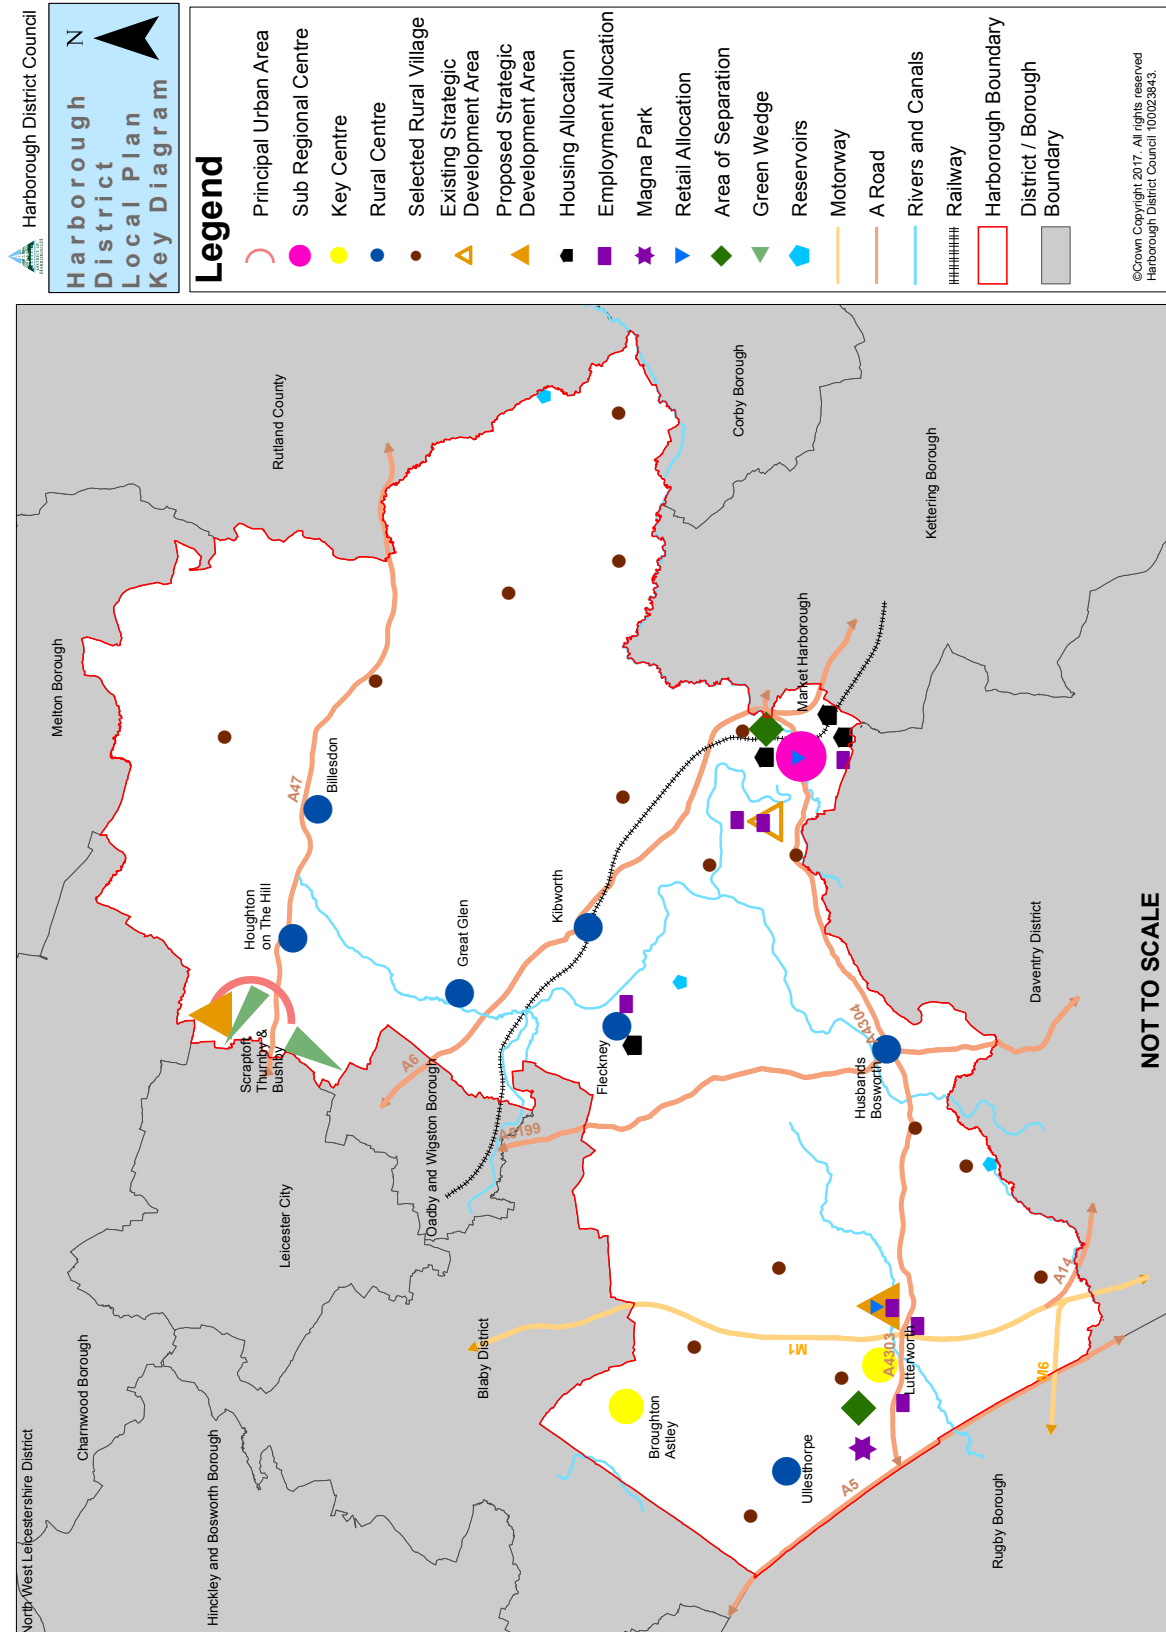 Harborough District Council
Harborough
District
Local Plan
Key Diagram
N
Legend
Principal Urban Area
Sub Regional Centre
Key Centre
Rural Centre
Selected Rural Village
Existing Strategic
Development Area
Proposed Strategic
Development Area
Housing Allocation
Employment Allocation
Magna Park
Retail Allocation
Area of Separation
Green Wedge
Reservoirs
Motorway
A Road
Rivers and Canals
Railway
Harborough Boundary
District / Borough
Boundary
©Crown Copyright 2017. All rights reserved
Harborough District Council 100023843.
North West Leicestershire District
Charnwood Borough
Melton Borough
Rutland County
Hinckley and Bosworth Borough
Leicester City
Scraptoft,
Thurnby &
Bushby
Houghton
on The Hill
A47
Billesdon
Oadby and Wigston Borough
A6
Great Glen
Blaby District
A5199
Kibworth
Fleckney
Corby Borough
Kettering Borough
Market Harborough
Broughton
Astley
M1
Ullesthorpe
A5
A4303
Lutterworth
Husbands
Bosworth
A4304
Daventry District
Rugby Borough
M6
A14
NOT TO SCALE